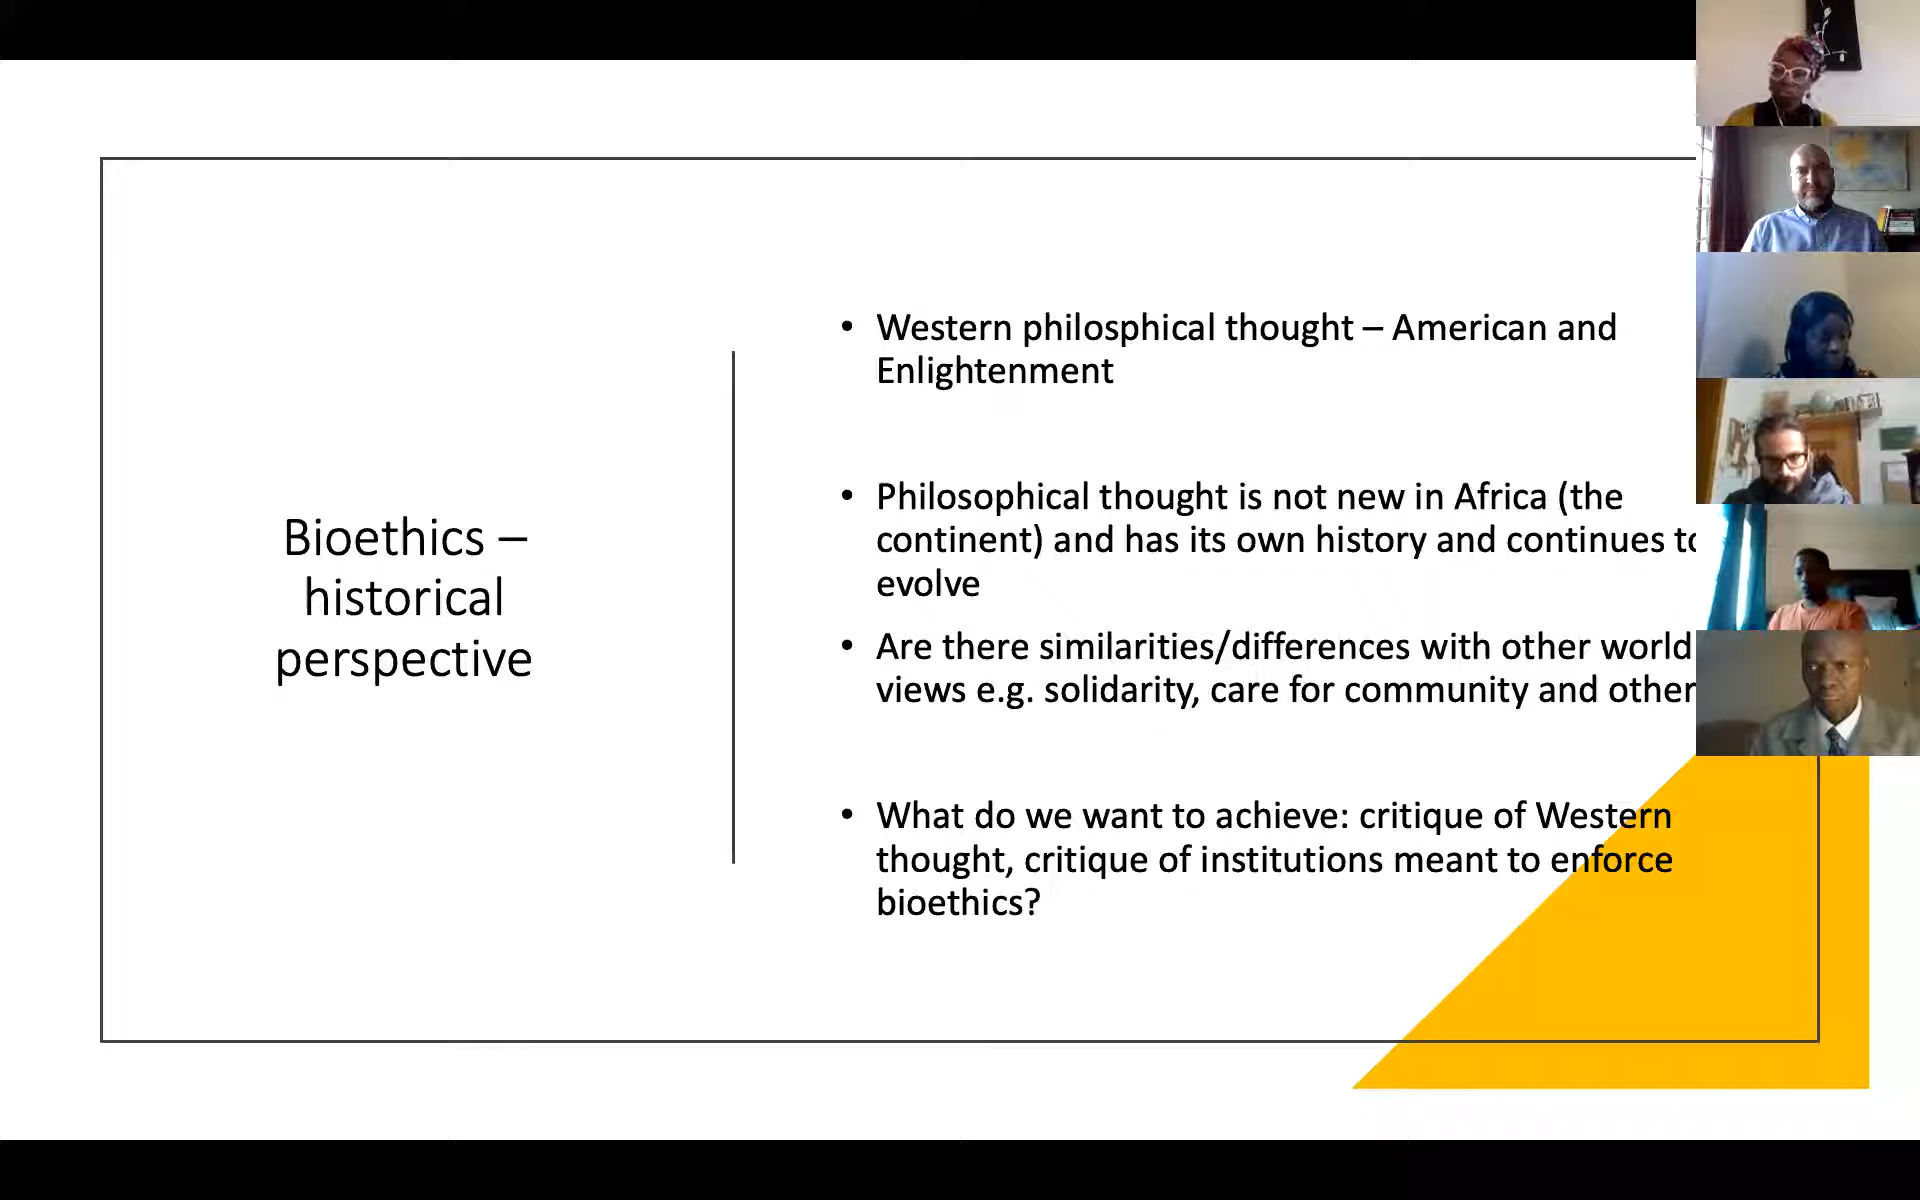 Bioethics –
historical
perspective
• Western philosphical thought – American and
Enlightenment
• Philosophical thought is not new in Africa (the
continent) and has its own history and continues to
evolve
• Are there similarities/differences with other world
views e.g. solidarity, care for community and other
• What do we want to achieve: critique of Western
thought, critique of institutions meant to enforce
bioethics?